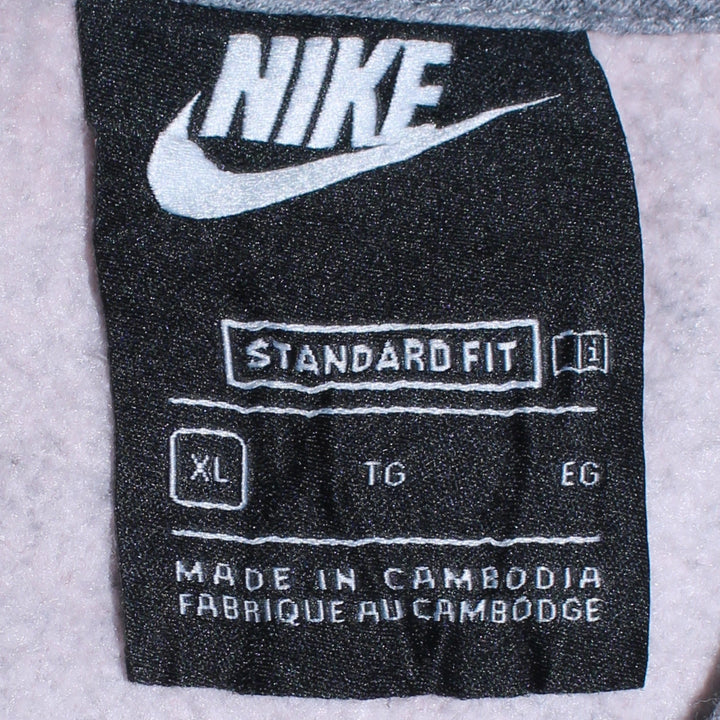 NIKE
STANDARD FIT i
XL TG EG
MADE IN CAMBODIA
FABRIQUE AU CAMBODGE